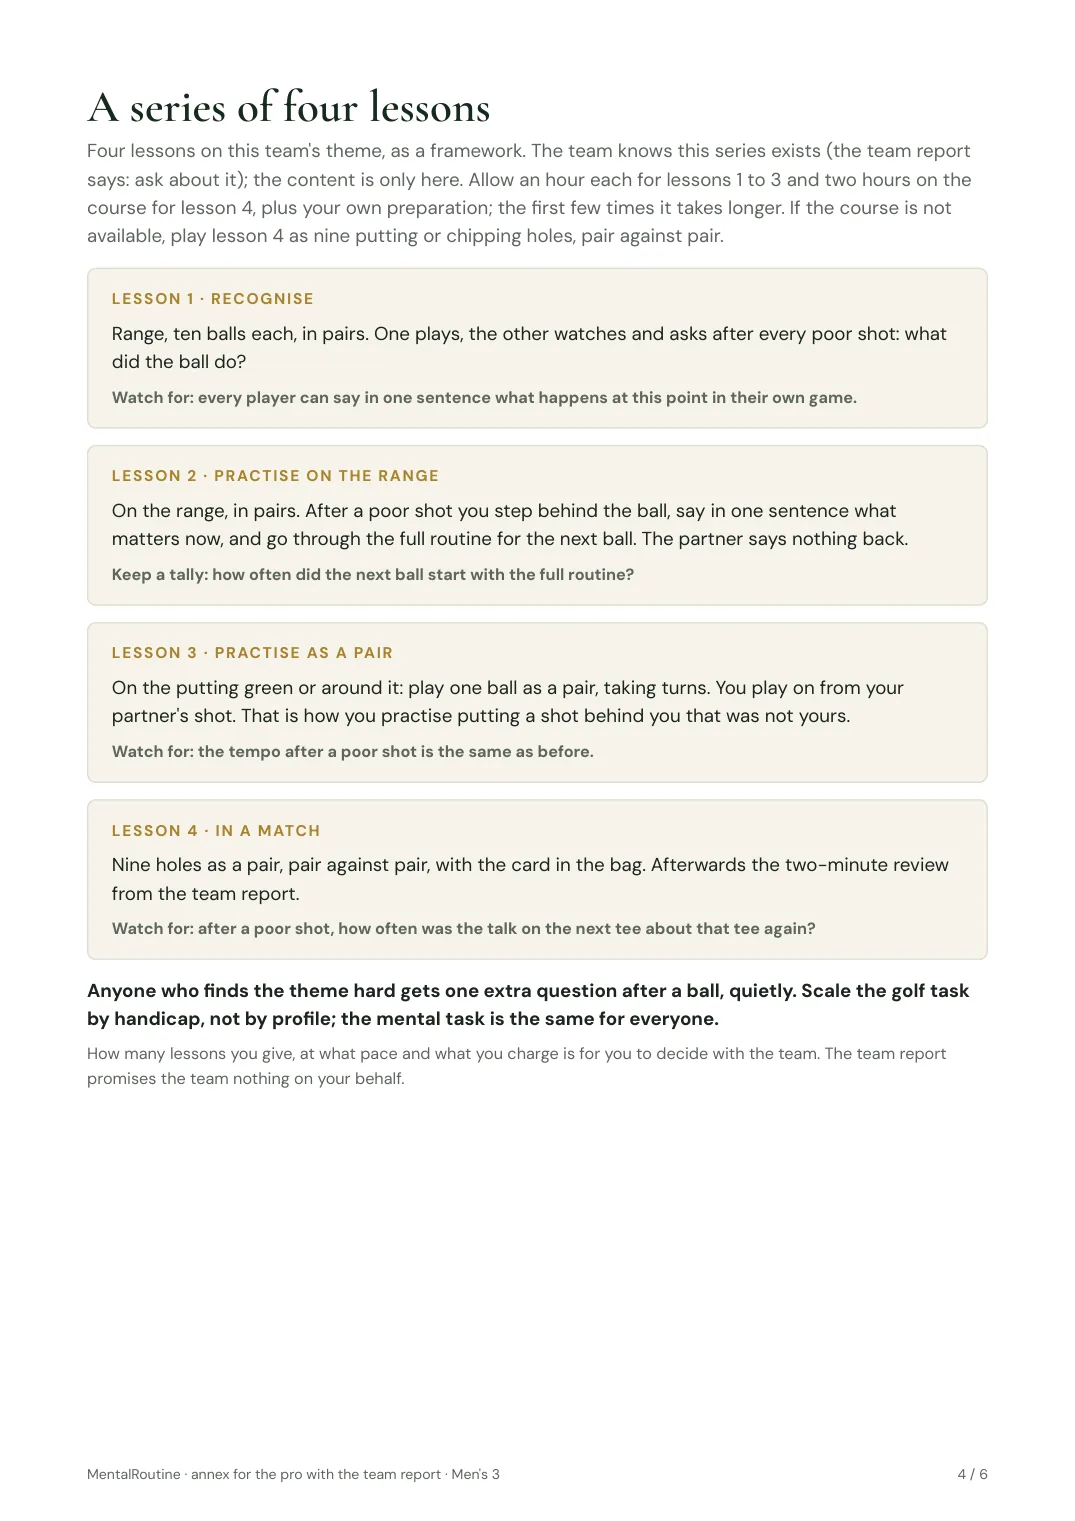 A series of four lessons
Four lessons on this team's theme, as a framework. The team knows this series exists (the team report
says: ask about it); the content is only here. Allow an hour each for lessons 1 to 3 and two hours on the
course for lesson 4, plus your own preparation; the first few times it takes longer. If the course is not
available, play lesson 4 as nine putting or chipping holes, pair against pair.
LESSON 1 · RECOGNISE
Range, ten balls each, in pairs. One plays, the other watches and asks after every poor shot: what
did the ball do?
Watch for: every player can say in one sentence what happens at this point in their own game.
LESSON 2 · PRACTISE ON THE RANGE
On the range, in pairs. After a poor shot you step behind the ball, say in one sentence what
matters now, and go through the full routine for the next ball. The partner says nothing back.
Keep a tally: how often did the next ball start with the full routine?
LESSON 3 · PRACTISE AS A PAIR
On the putting green or around it: play one ball as a pair, taking turns. You play on from your
partner's shot. That is how you practise putting a shot behind you that was not yours.
Watch for: the tempo after a poor shot is the same as before.
LESSON 4 · IN A MATCH
Nine holes as a pair, pair against pair, with the card in the bag. Afterwards the two-minute review
from the team report.
Watch for: after a poor shot, how often was the talk on the next tee about that tee again?
Anyone who finds the theme hard gets one extra question after a ball, quietly. Scale the golf task
by handicap, not by profile; the mental task is the same for everyone.
How many lessons you give, at what pace and what you charge is for you to decide with the team. The team report
promises the team nothing on your behalf.
MentalRoutine · annex for the pro with the team report · Men's 3
4 / 6